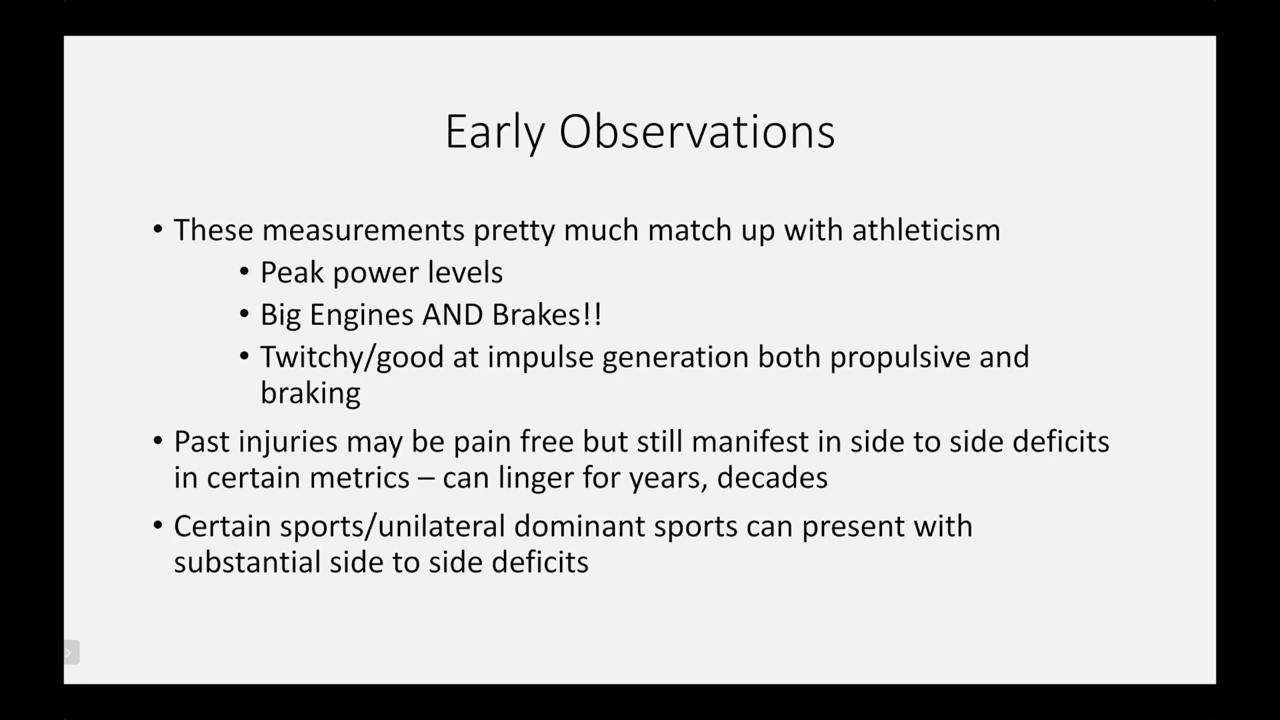 Early Observations
• These measurements pretty much match up with athleticism
• Peak power levels
• Big Engines AND Brakes!!
• Twitchy/good at impulse generation both propulsive and
braking
• Past injuries may be pain free but still manifest in side to side deficits
in certain metrics – can linger for years, decades
• Certain sports/unilateral dominant sports can present with
substantial side to side deficits